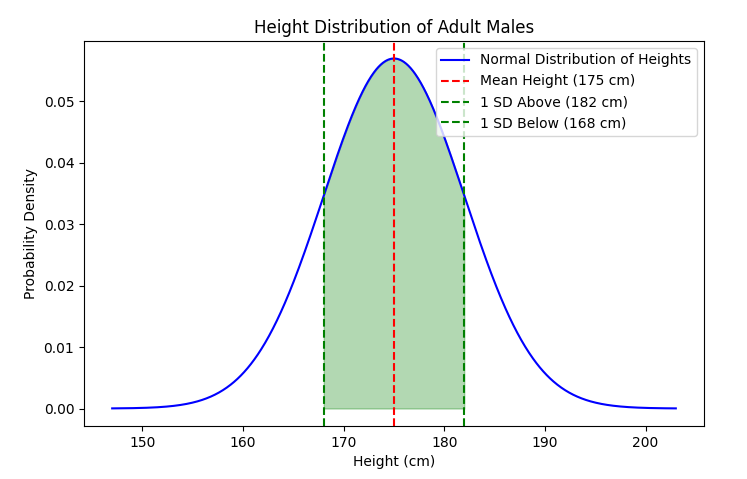 Height Distribution of Adult Males
Normal Distribution of Heights
Mean Height (175 cm)
1 SD Above (182 cm)
1 SD Below (168 cm)
Probability Density
0.05
0.04
0.03
0.02
0.01
0.00
150 160 170 180 190 200
Height (cm)